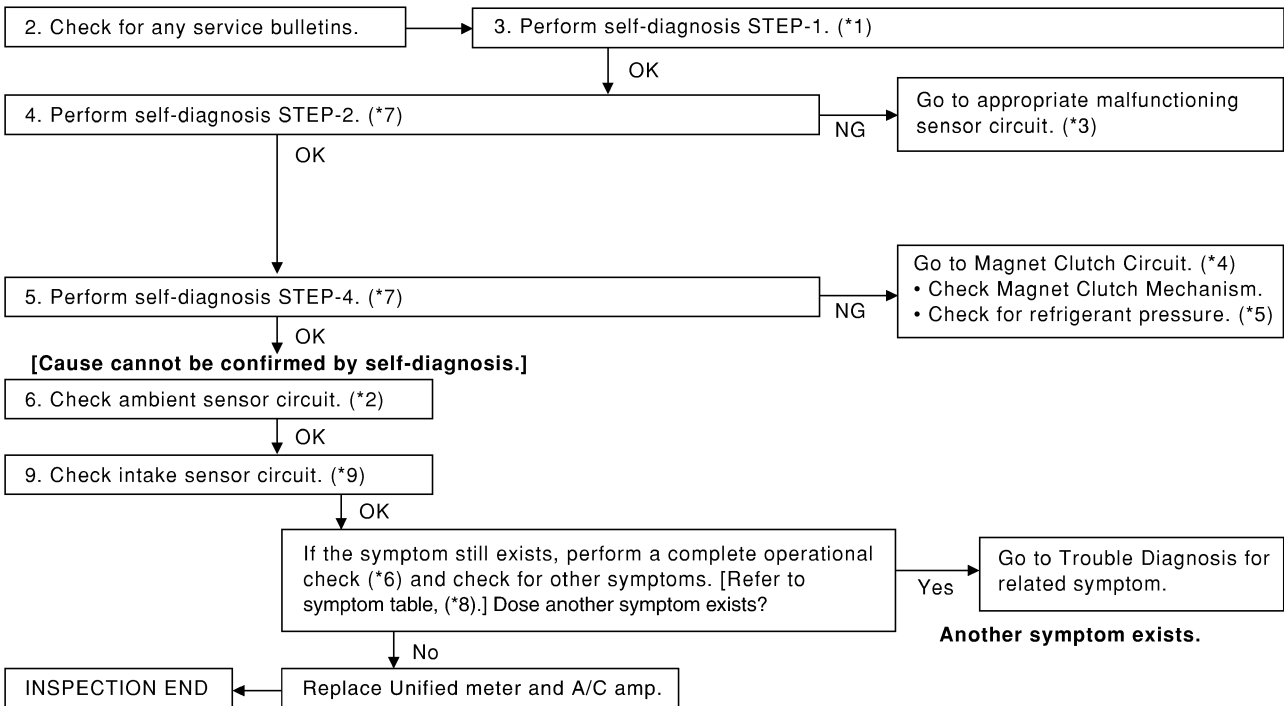 2. Check for any service bulletins.
3. Perform self-diagnosis STEP-1. (*1)
OK
4. Perform self-diagnosis STEP-2. (*7)
NG
Go to appropriate malfunctioning
sensor circuit. (*3)
OK
5. Perform self-diagnosis STEP-4. (*7)
NG
Go to Magnet Clutch Circuit. (*4)
• Check Magnet Clutch Mechanism.
• Check for refrigerant pressure. (*5)
OK
[Cause cannot be confirmed by self-diagnosis.]
6. Check ambient sensor circuit. (*2)
OK
9. Check intake sensor circuit. (*9)
OK
If the symptom still exists, perform a complete operational
check (*6) and check for other symptoms. [Refer to
symptom table, (*8).] Dose another symptom exists?
Yes
Go to Trouble Diagnosis for
related symptom.
Another symptom exists.
No
Replace Unified meter and A/C amp.
INSPECTION END